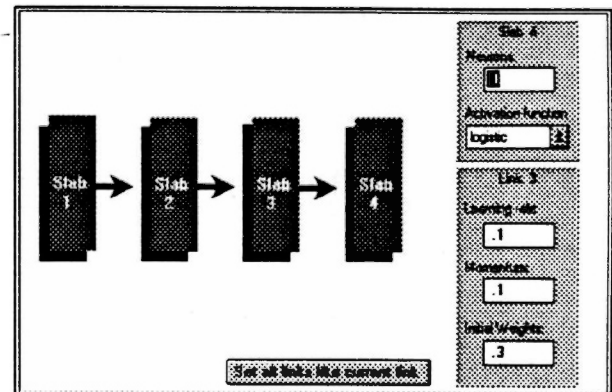 Slab 4
Neurons:
Activation function
logistic
Slab 1
Slab 2
Slab 3
Slab 4
Link 3
Learning rate:
.1
Momentum:
.1
Initial Weights:
.3
Set all links like current link